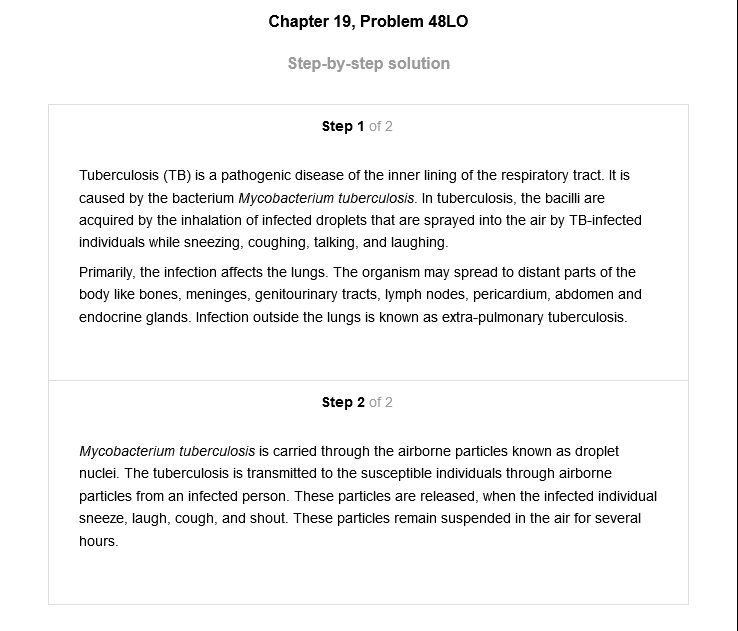 Chapter 19, Problem 48LO
Step-by-step solution
Step 1 of 2
Tuberculosis (TB) is a pathogenic disease of the inner lining of the respiratory tract. It is
caused by the bacterium Mycobacterium tuberculosis. In tuberculosis, the bacilli are
acquired by the inhalation of infected droplets that are sprayed into the air by TB-infected
individuals while sneezing, coughing, talking, and laughing.
Primarily, the infection affects the lungs. The organism may spread to distant parts of the
body like bones, meninges, genitourinary tracts, lymph nodes, pericardium, abdomen and
endocrine glands. Infection outside the lungs is known as extra-pulmonary tuberculosis.
Step 2 of 2
Mycobacterium tuberculosis is carried through the airborne particles known as droplet
nuclei. The tuberculosis is transmitted to the susceptible individuals through airborne
particles from an infected person. These particles are released, when the infected individual
sneeze, laugh, cough, and shout. These particles remain suspended in the air for several
hours.